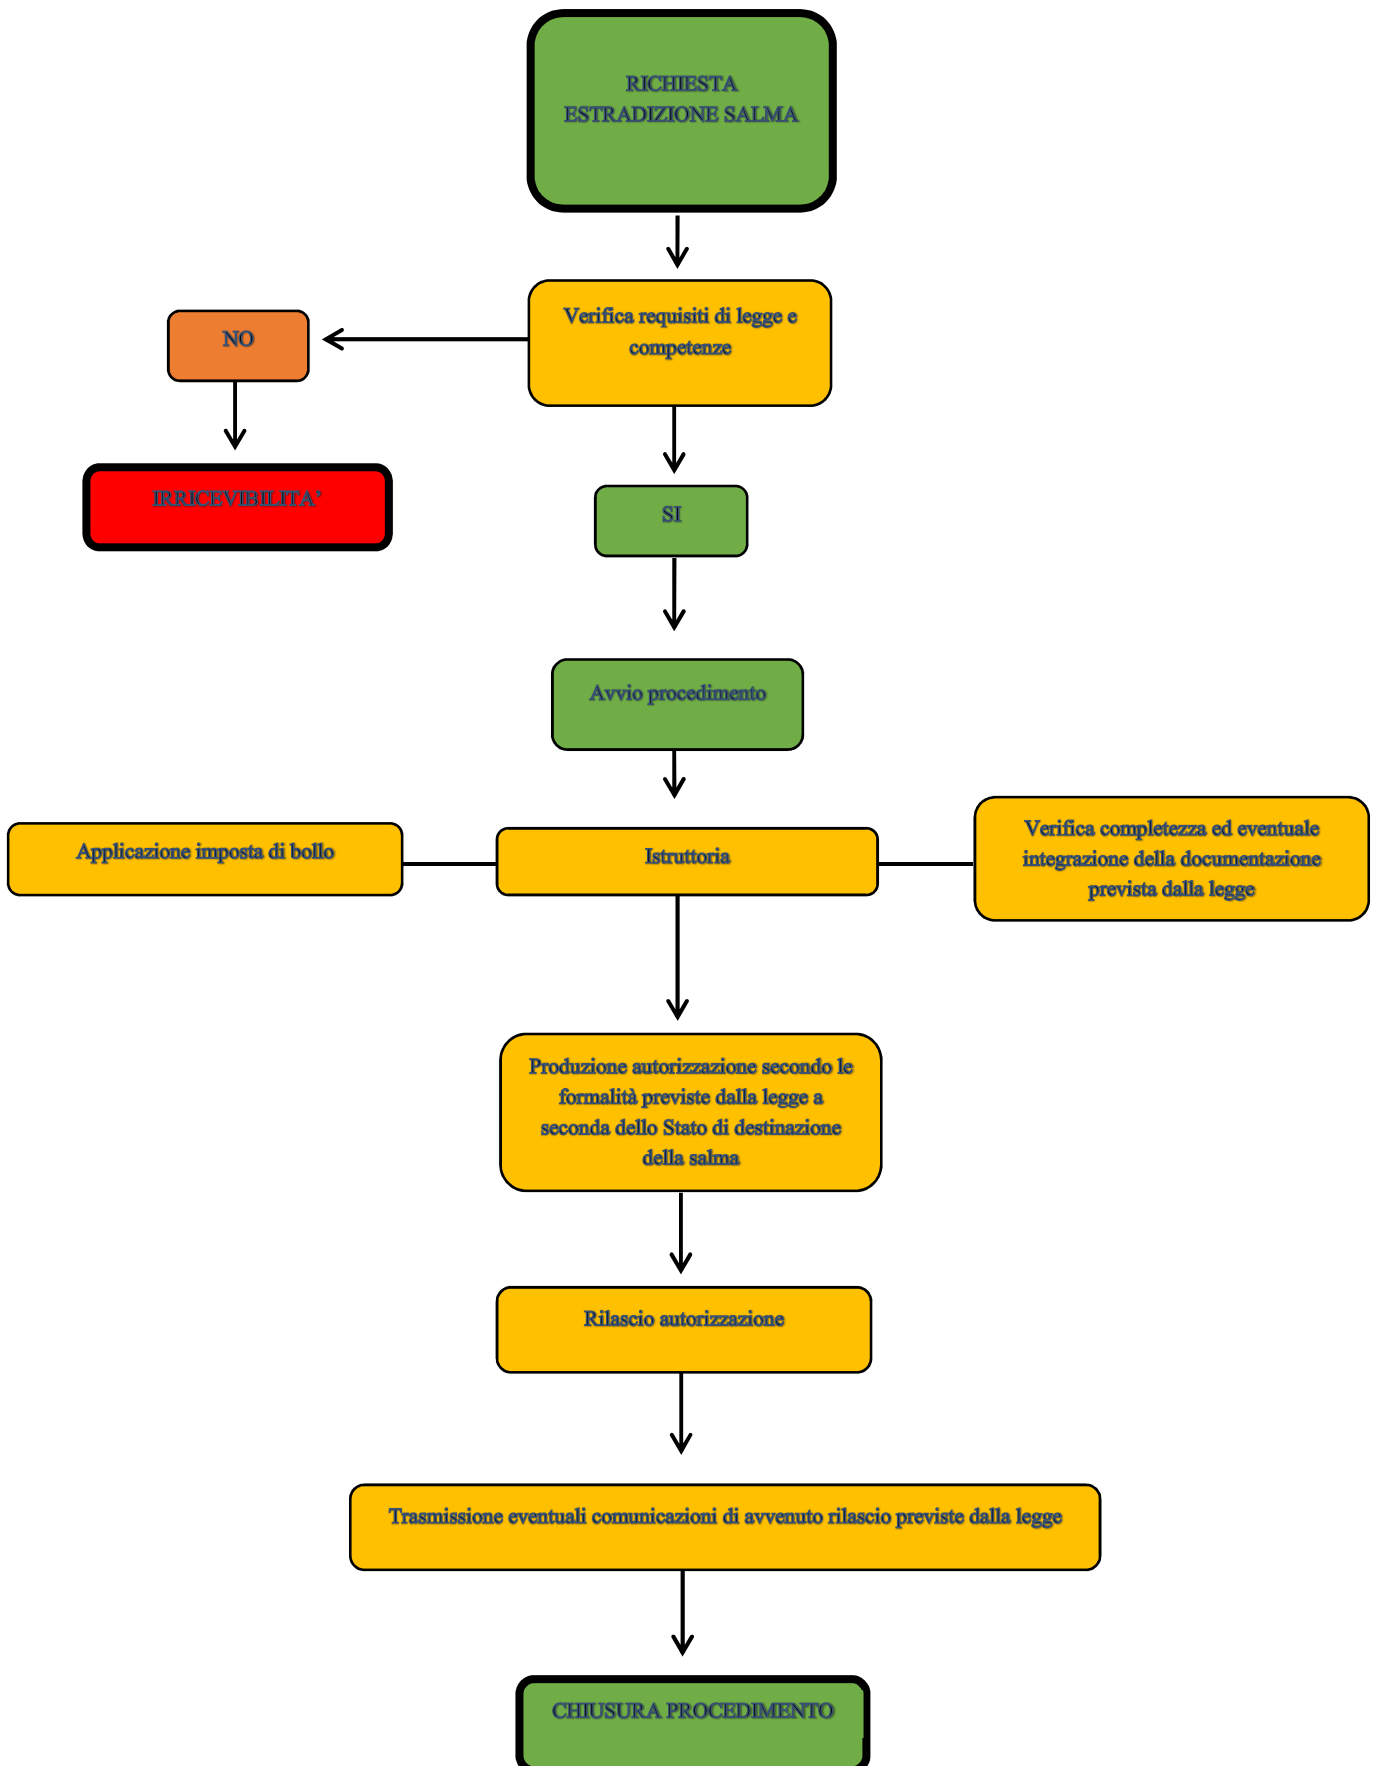 RICHIESTA
ESTRADIZIONE SALMA
Verifica requisiti di legge e
competenze
NO
IRRICEVIBILITA’
SI
Avvio procedimento
Applicazione imposta di bollo
Istruttoria
Verifica completezza ed eventuale
integrazione della documentazione
prevista dalla legge
Produzione autorizzazione secondo le
formalità previste dalla legge a
seconda dello Stato di destinazione
della salma
Rilascio autorizzazione
Trasmissione eventuali comunicazioni di avvenuto rilascio previste dalla legge
CHIUSURA PROCEDIMENTO